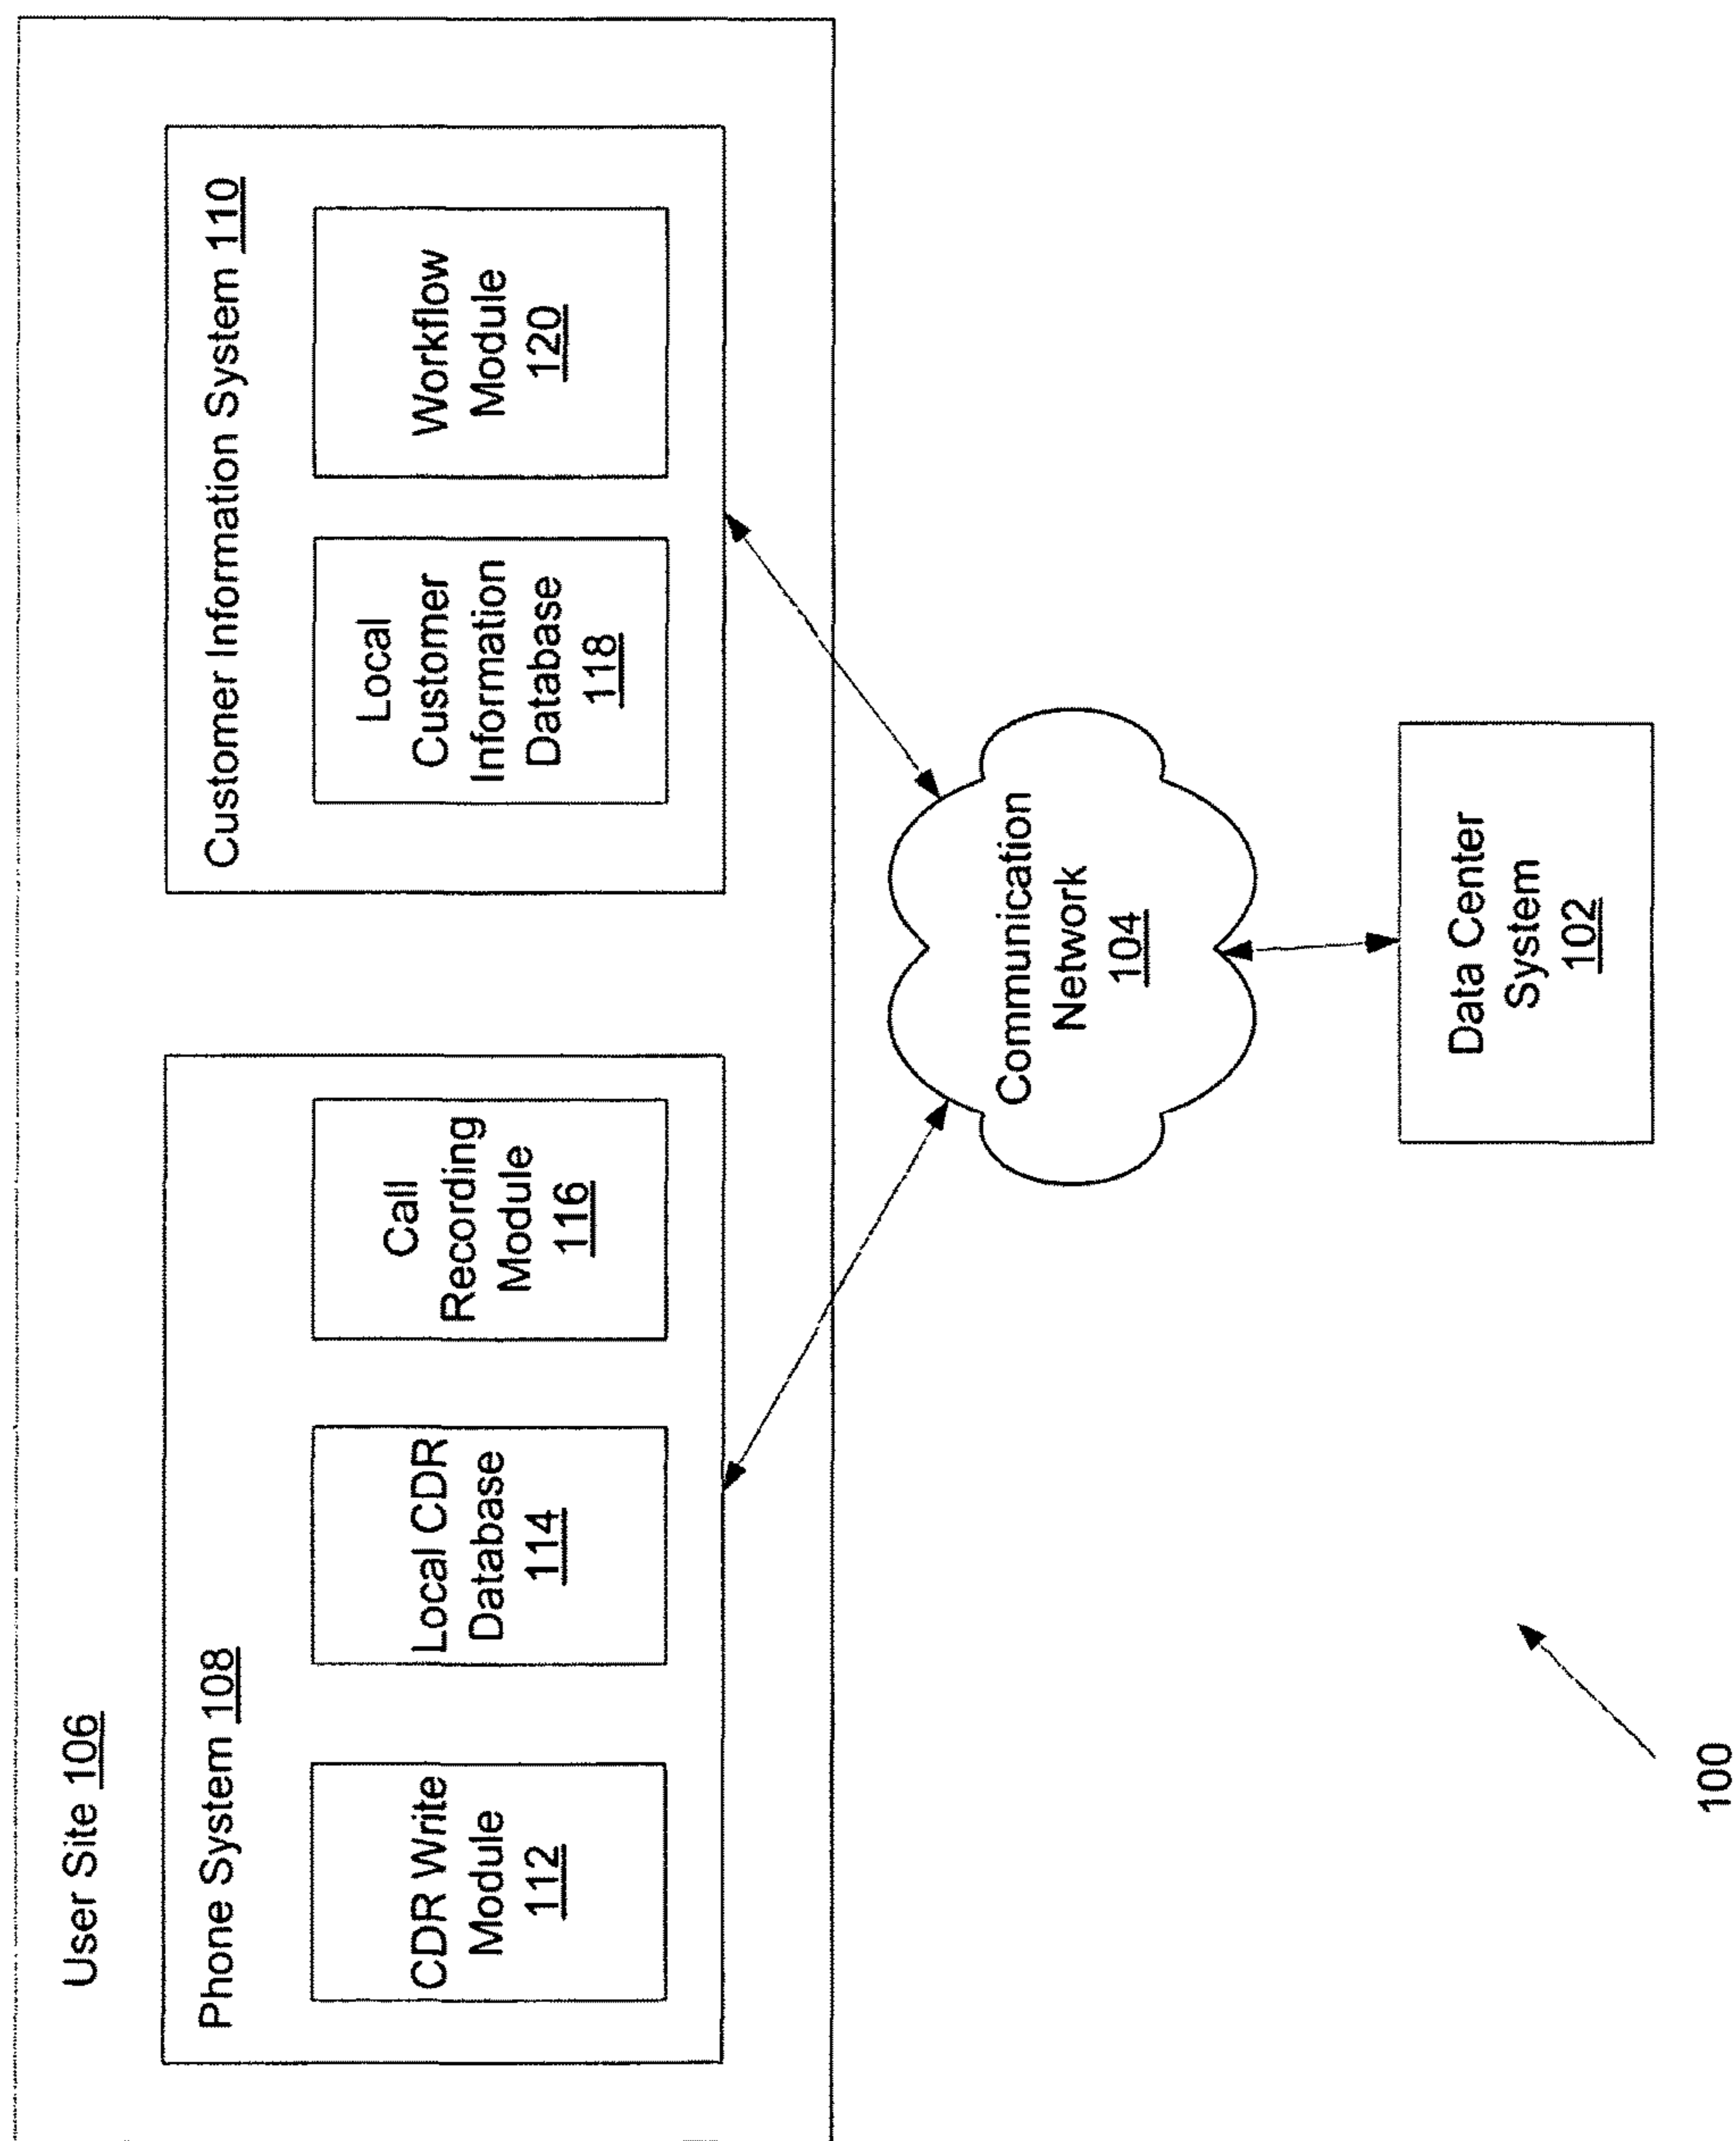 User Site 106
Phone System 108
CDR Write
Module
112
Local CDR
Database
114
Call
Recording
Module
116
Customer Information System 110
Local
Customer
Information
Database
118
Workflow
Module
120
Communication
Network
104
Data Center
System
102
100